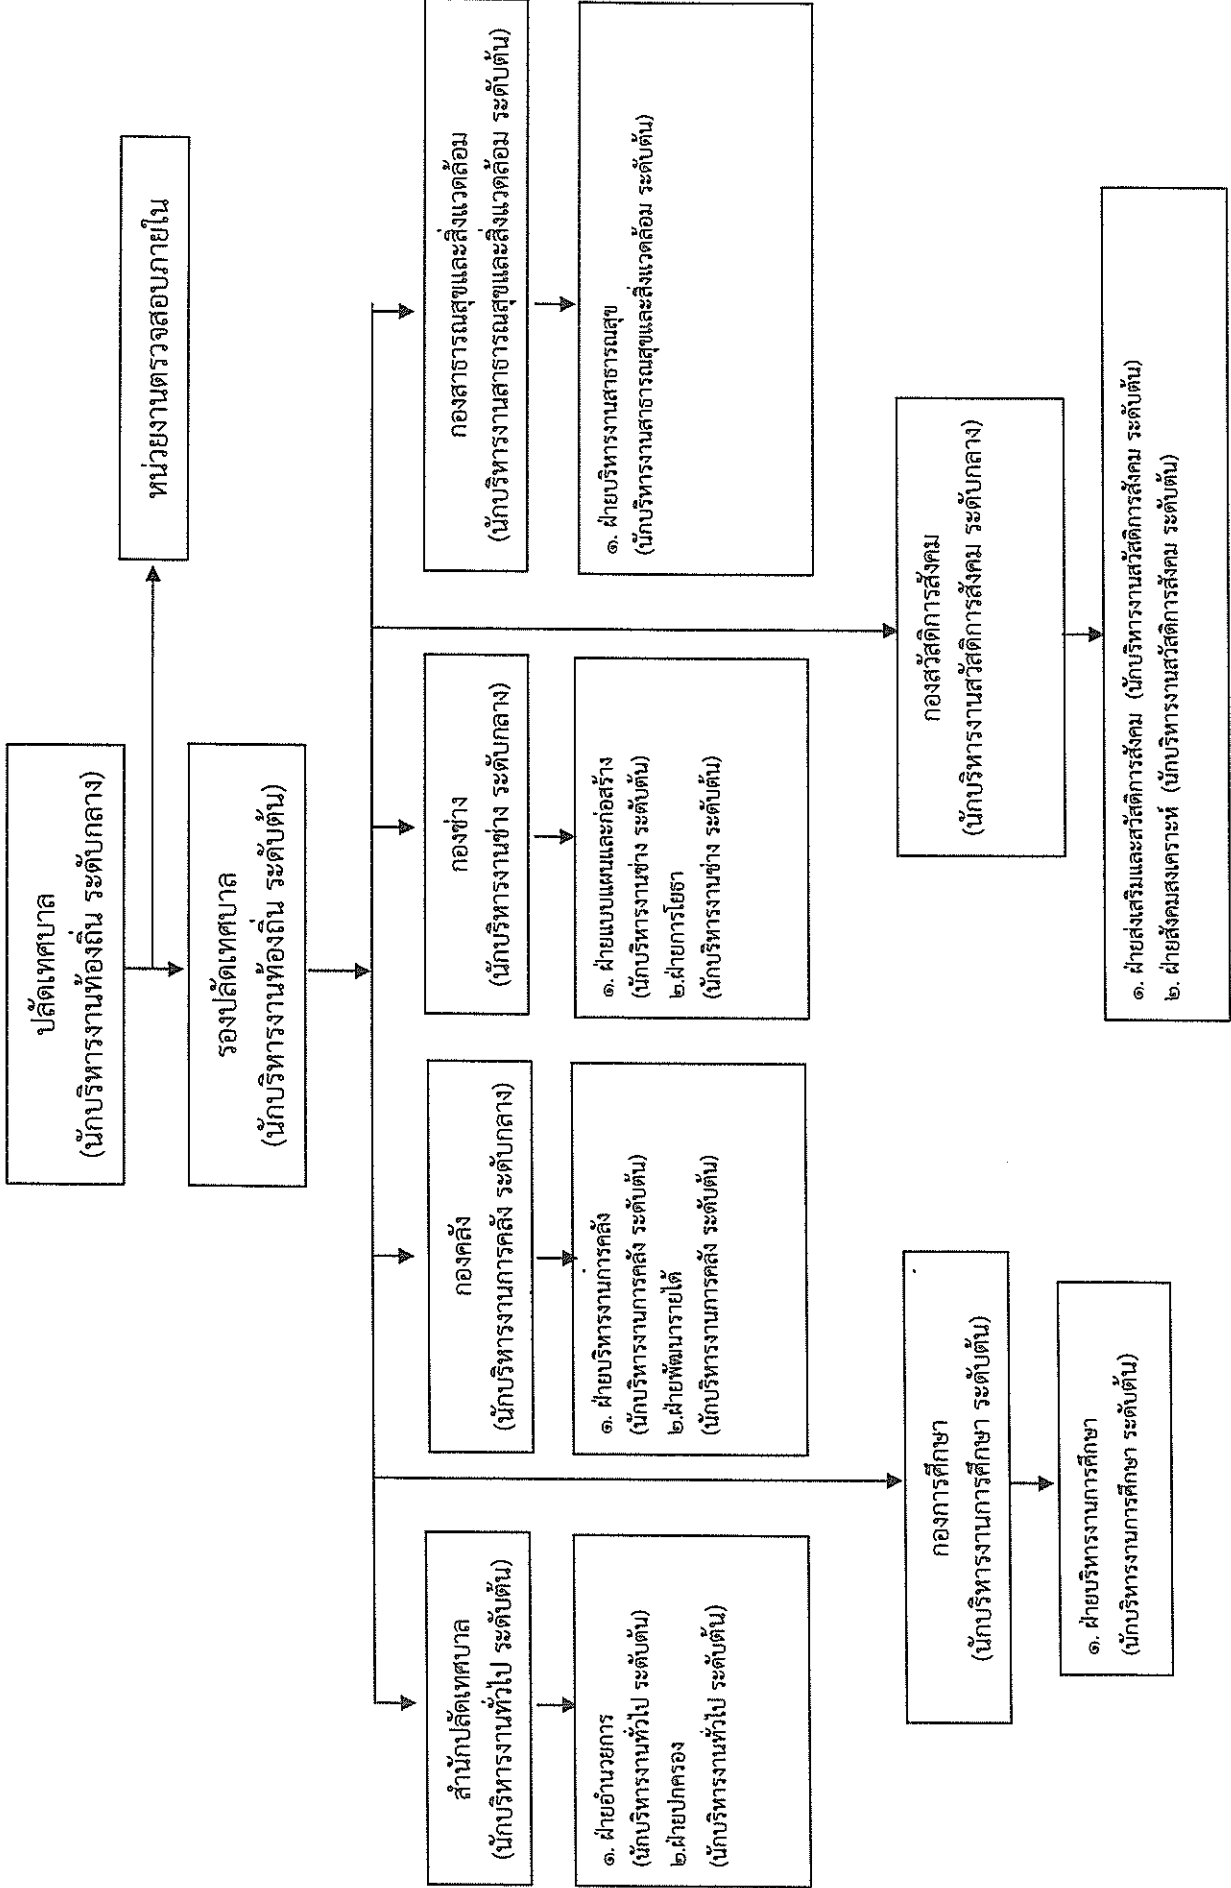 ปลัดเทศบาล
(นักบริหารงานท้องถิ่น ระดับกลาง)
หน่วยงานตรวจสอบภายใน
รองปลัดเทศบาล
(นักบริหารงานท้องถิ่น ระดับต้น)
สำนักปลัดเทศบาล
(นักบริหารงานทั่วไป ระดับต้น)
กองคลัง
(นักบริหารงานการคลัง ระดับกลาง)
กองช่าง
(นักบริหารงานช่าง ระดับกลาง)
กองสาธารณสุขและสิ่งแวดล้อม
(นักบริหารงานสาธารณสุขและสิ่งแวดล้อม ระดับต้น)
๑. ฝ่ายอำนวยการ
(นักบริหารงานทั่วไป ระดับต้น)
๒.ฝ่ายปกครอง
(นักบริหารงานทั่วไป ระดับต้น)
๑. ฝ่ายบริหารงานการคลัง
(นักบริหารงานการคลัง ระดับต้น)
๒.ฝ่ายพัฒนารายได้
(นักบริหารงานการคลัง ระดับต้น)
๑. ฝ่ายแบบแผนและก่อสร้าง
(นักบริหารงานช่าง ระดับต้น)
๒.ฝ่ายการโยธา
(นักบริหารงานช่าง ระดับต้น)
๑. ฝ่ายบริหารงานสาธารณสุข
(นักบริหารงานสาธารณสุขและสิ่งแวดล้อม ระดับต้น)
กองการศึกษา
(นักบริหารงานการศึกษา ระดับต้น)
กองสวัสดิการสังคม
(นักบริหารงานสวัสดิการสังคม ระดับกลาง)
๑. ฝ่ายบริหารงานการศึกษา
(นักบริหารงานการศึกษา ระดับต้น)
๑. ฝ่ายส่งเสริมและสวัสดิการสังคม (นักบริหารงานสวัสดิการสังคม ระดับต้น)
๒. ฝ่ายสังคมสงเคราะห์ (นักบริหารงานสวัสดิการสังคม ระดับต้น)